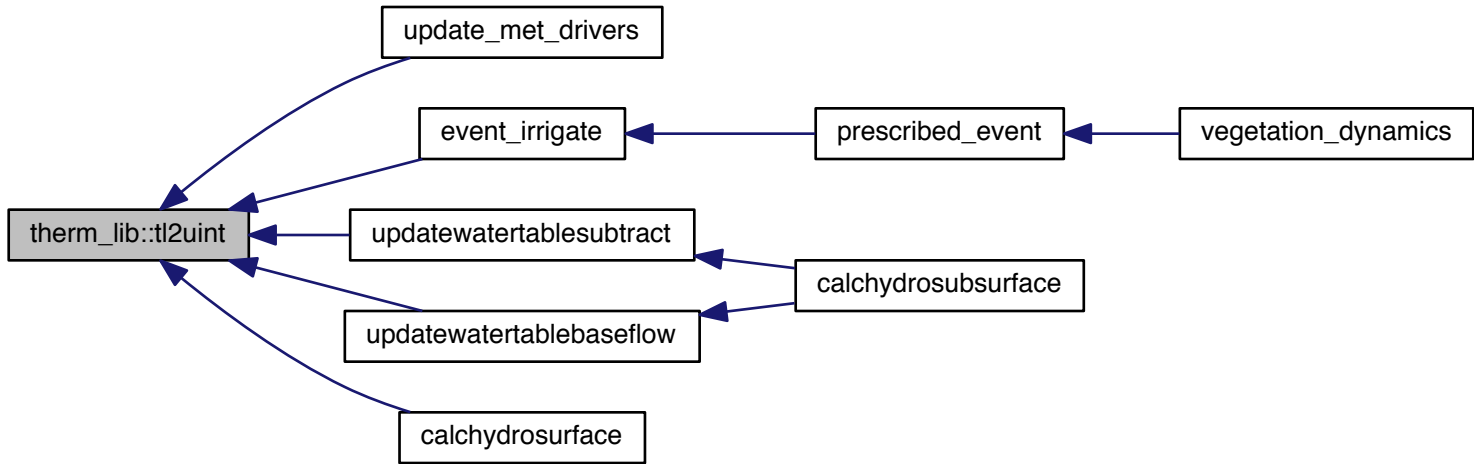 update_met_drivers
event_irrigate
prescribed_event
vegetation_dynamics
therm_lib::tl2uint
updatewatertablesubtract
calchydrosubsurface
updatewatertablebaseflow
calchydrosurface